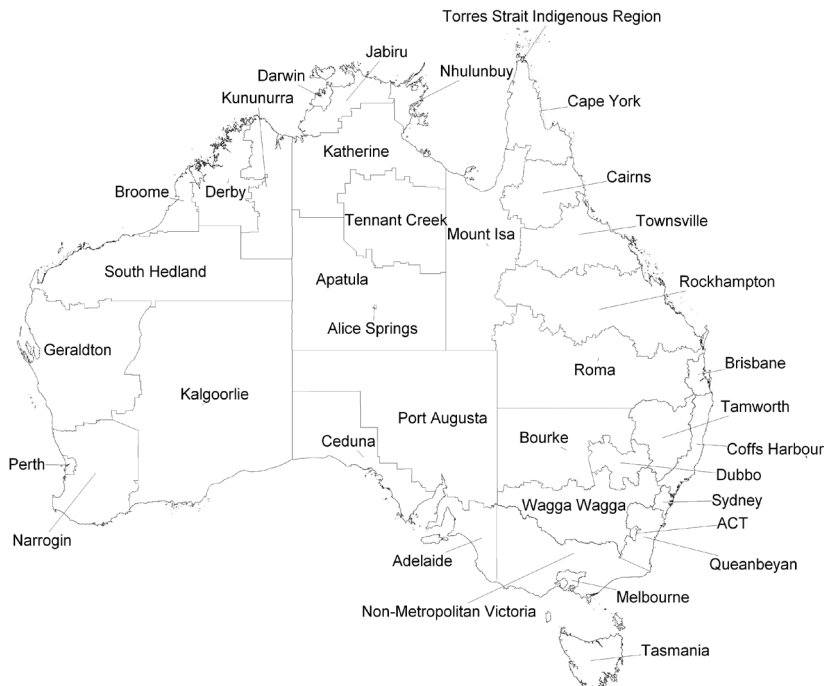 Torres Strait Indigenous Region
Jabiru
Darwin
Nhulunbuy
Kununurra
Cape York
Katherine
Cairns
Broome
Derby
Tennant Creek
Townsville
Mount Isa
South Hedland
Apatula
Rockhampton
Alice Springs
Geraldton
Roma
Brisbane
Kalgoorlie
Tamworth
Port Augusta
Bourke
Ceduna
Coffs Harbour
Perth
Dubbo
Wagga Wagga
Sydney
ACT
Narrogin
Adelaide
Queanbeyan
Melbourne
Non-Metropolitan Victoria
Tasmania